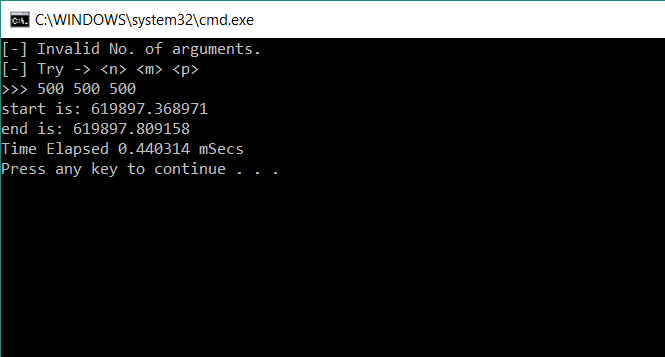 C:\WINDOWS\system32\cmd.exe
[-] Invalid No. of arguments.
[-] Try -> <n> <m> <p>
>>> 500 500 500
start is: 619897.368971
end is: 619897.809158
Time Elapsed 0.440314 mSecs
Press any key to continue . . .